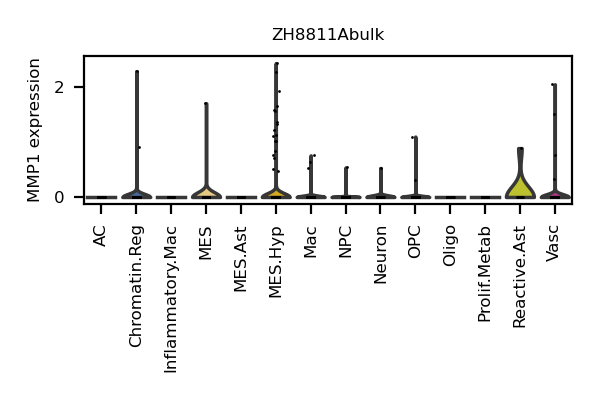 ZH8811Abulk
MMP1 expression
2
0
AC
Chromatin.Reg
Inflammatory.Mac
MES
MES.Ast
MES.Hyp
Mac
NPC
Neuron
OPC
Oligo
Prolif.Metab
Reactive.Ast
Vasc